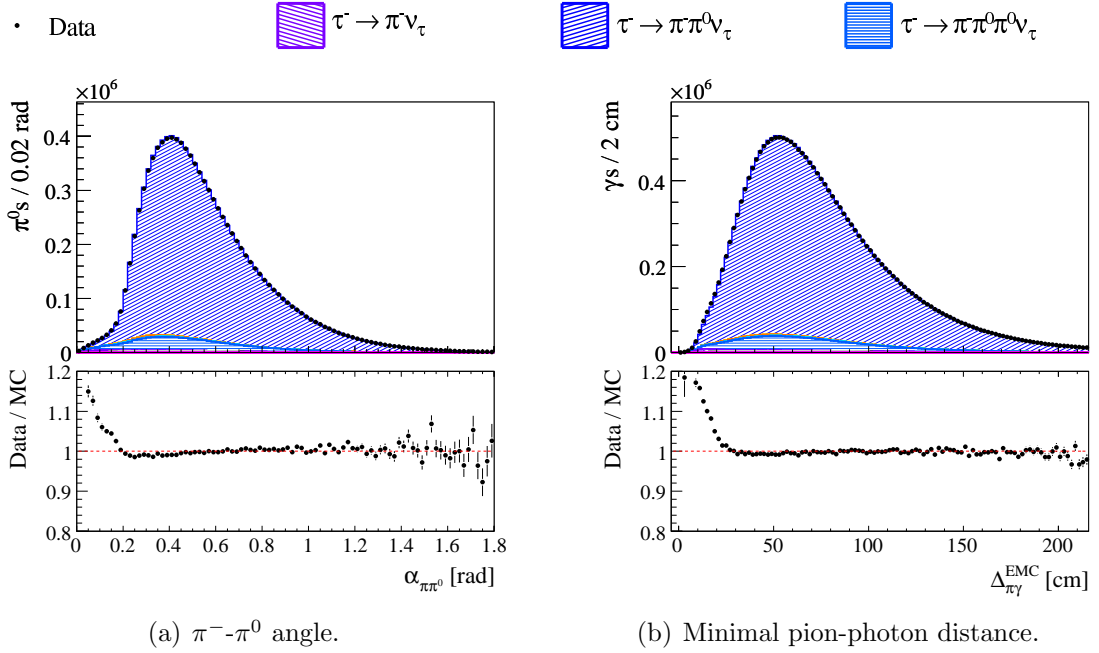 • Data τ⁻ → π⁻ν_τ τ⁻ → π⁻π⁰ν_τ τ⁻ → π⁻π⁰π⁰ν_τ
×10⁶
π⁰s / 0.02 rad
0.4
0.3
0.2
0.1
0
Data / MC
1.2
1.1
1
0.9
0.8
0 0.2 0.4 0.6 0.8 1 1.2 1.4 1.6 1.8
α_ππ⁰ [rad]
(a) π⁻-π⁰ angle.
×10⁶
γs / 2 cm
0.4
0.2
0
Data / MC
1.2
1.1
1
0.9
0.8
0 50 100 150 200
Δ_πγ^EMC [cm]
(b) Minimal pion-photon distance.